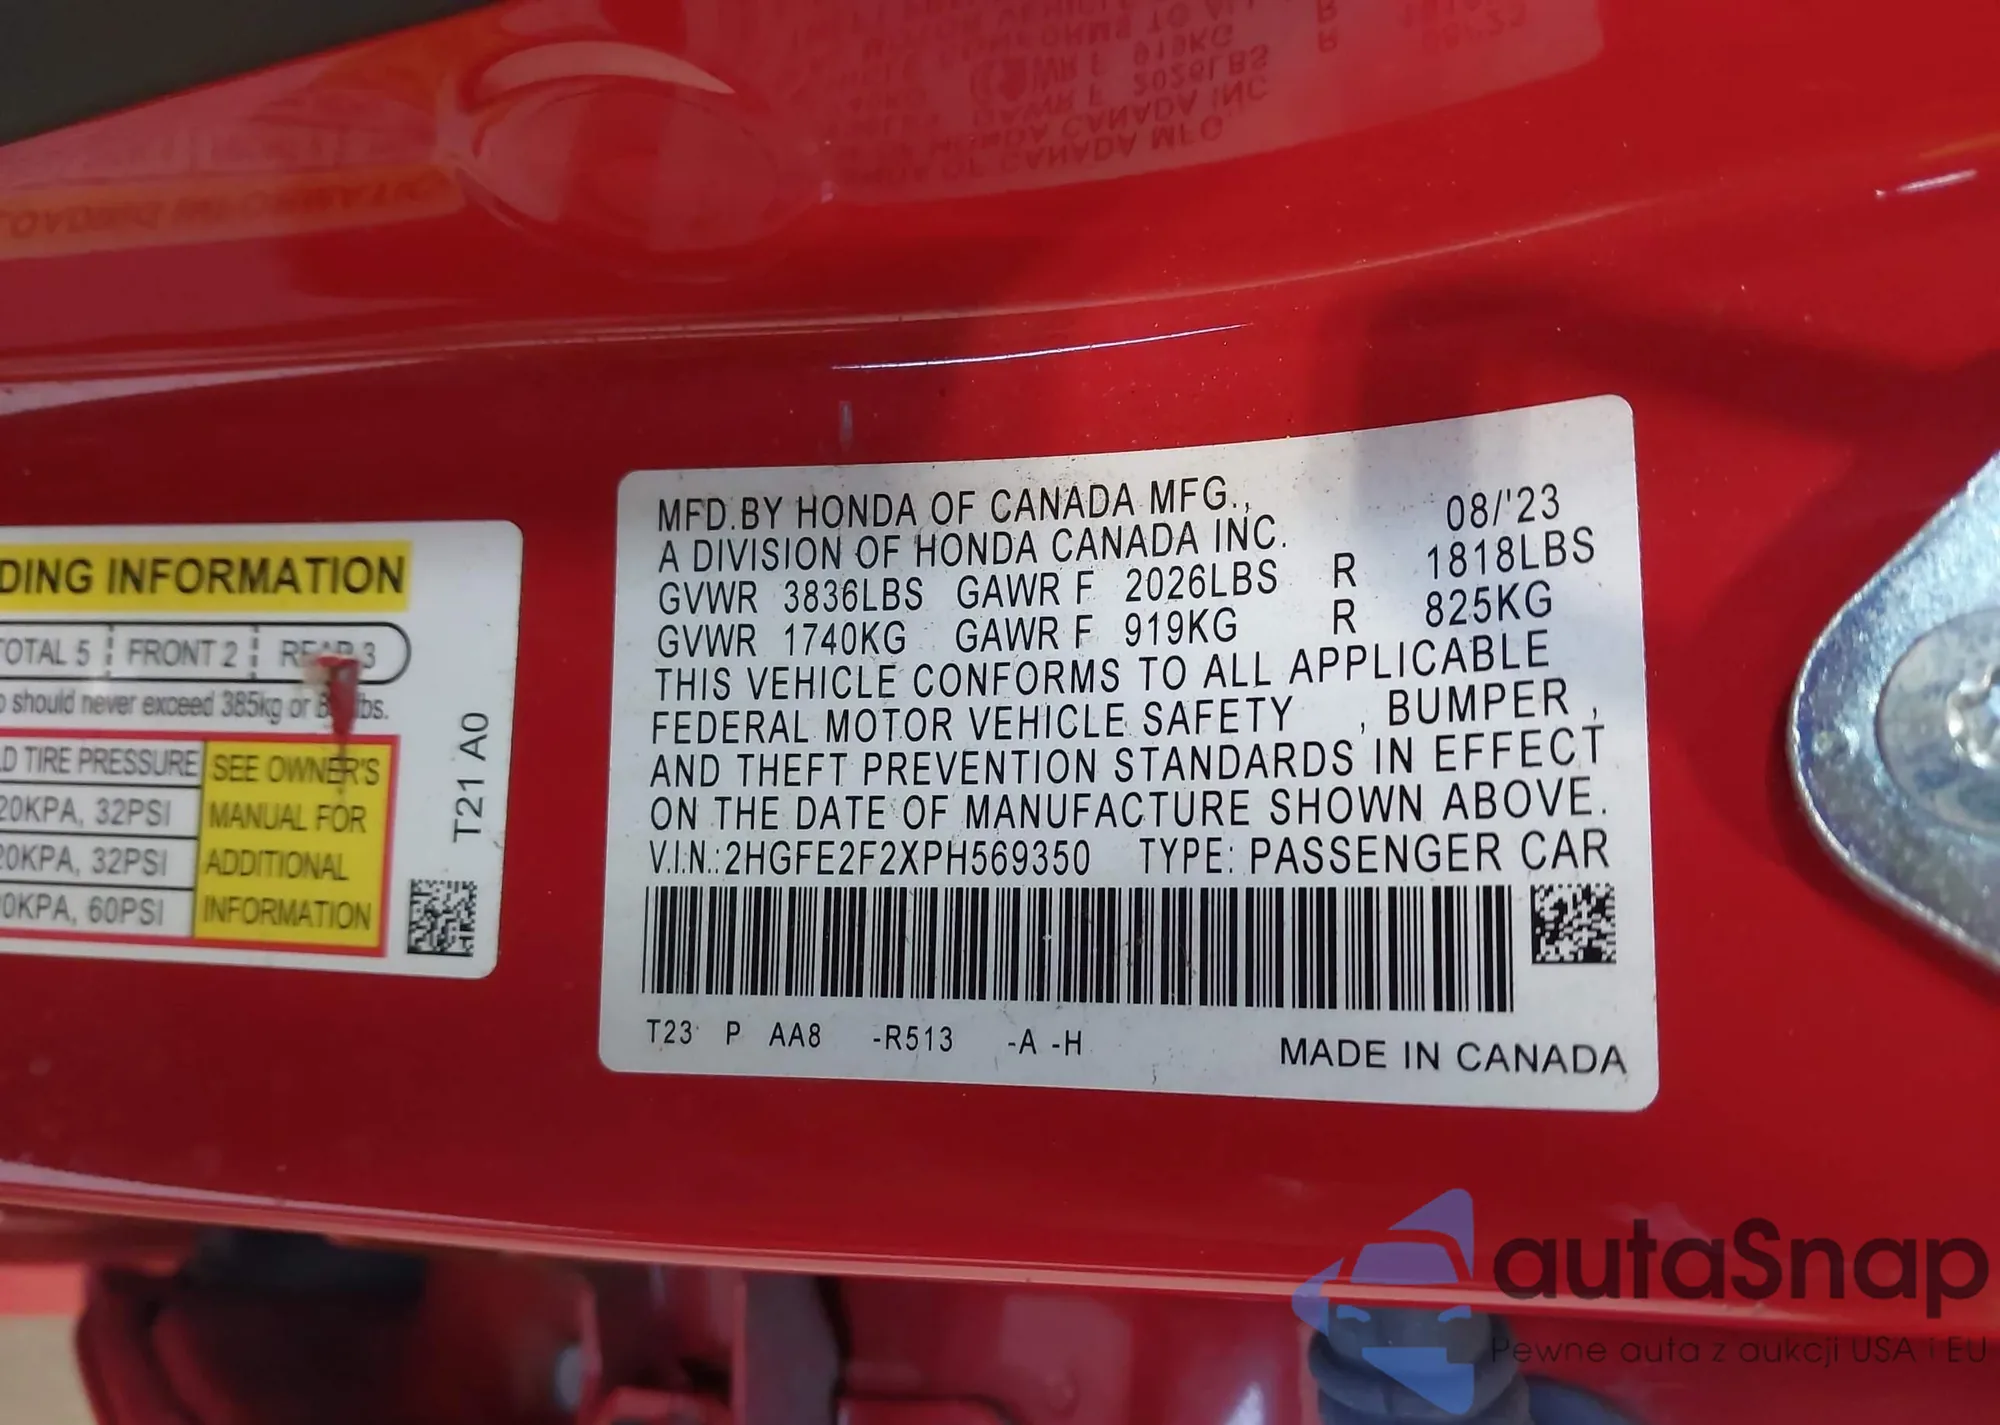 DING INFORMATION
TOTAL 5 FRONT 2 REAR 3
should never exceed 385kg or lbs.
D TIRE PRESSURE
20KPA, 32PSI
20KPA, 32PSI
0KPA, 60PSI
SEE OWNER'S
MANUAL FOR
ADDITIONAL
INFORMATION
T21 A0
MFD.BY HONDA OF CANADA MFG., 08/'23
A DIVISION OF HONDA CANADA INC.
GVWR 3836LBS GAWR F 2026LBS R 1818LBS
GVWR 1740KG GAWR F 919KG R 825KG
THIS VEHICLE CONFORMS TO ALL APPLICABLE
FEDERAL MOTOR VEHICLE SAFETY , BUMPER ,
AND THEFT PREVENTION STANDARDS IN EFFECT
ON THE DATE OF MANUFACTURE SHOWN ABOVE.
V.I.N.:2HGFE2F2XPH569350 TYPE: PASSENGER CAR
T23 P AA8 -R513 -A -H MADE IN CANADA
autaSnap
Pewne auta z aukcji USA i EU